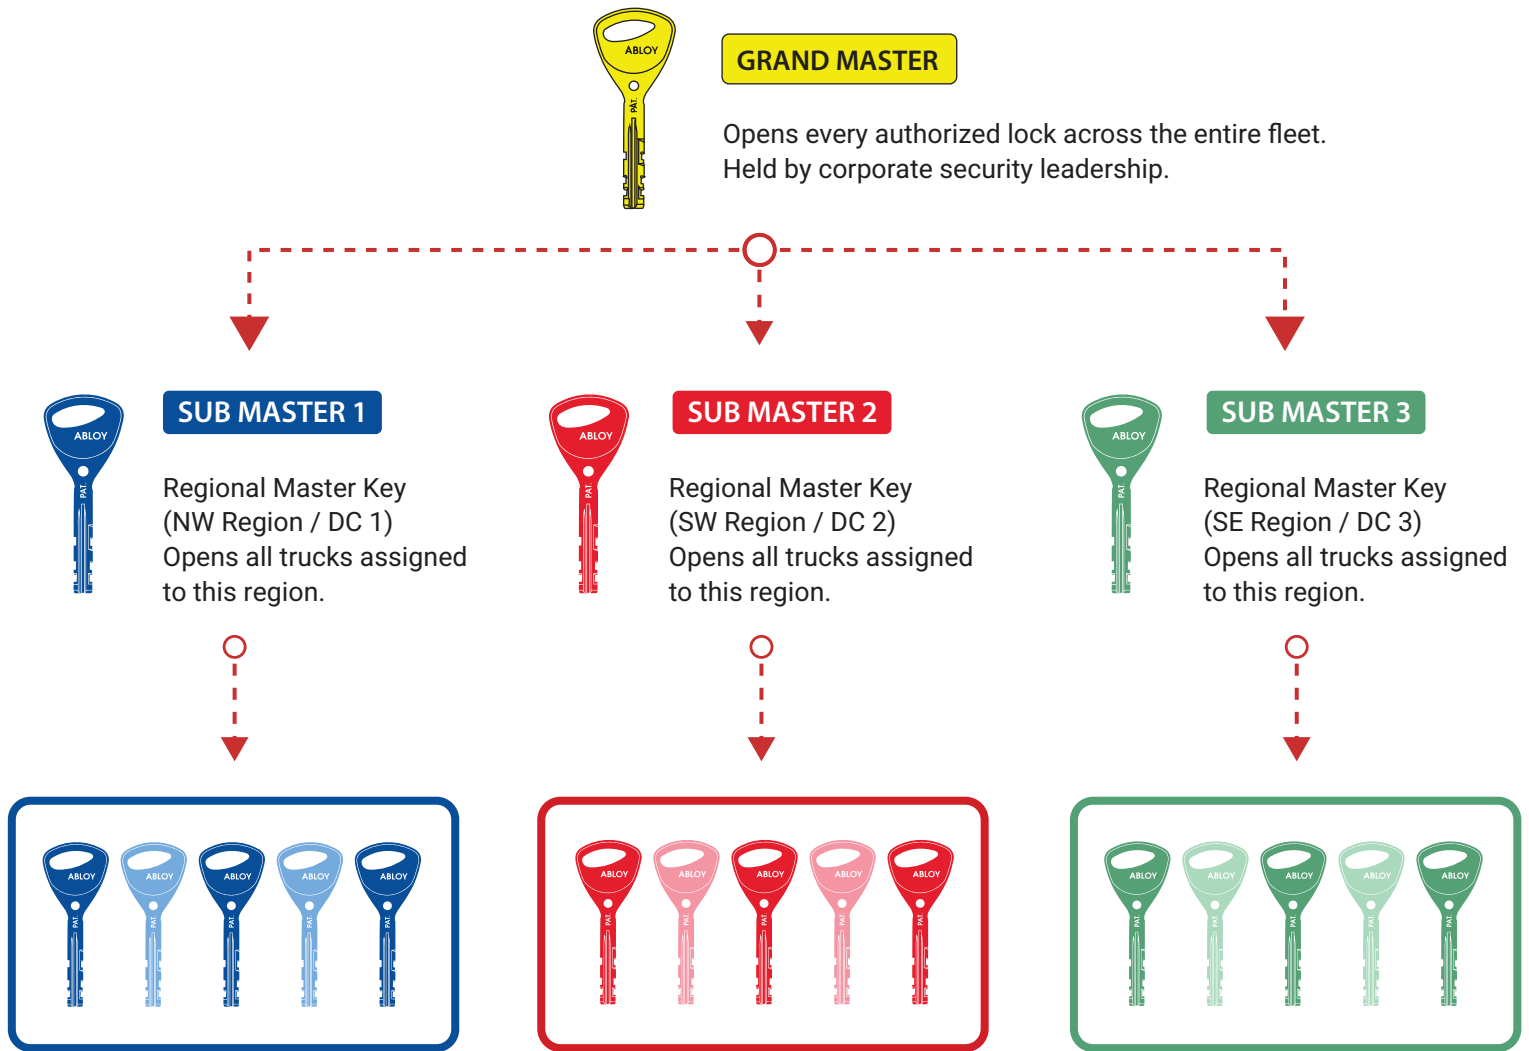 ABLOY
PAT.
GRAND MASTER
Opens every authorized lock across the entire fleet.
Held by corporate security leadership.
ABLOY
PAT.
SUB MASTER 1
Regional Master Key
(NW Region / DC 1)
Opens all trucks assigned
to this region.
ABLOY
PAT.
SUB MASTER 2
Regional Master Key
(SW Region / DC 2)
Opens all trucks assigned
to this region.
ABLOY
PAT.
SUB MASTER 3
Regional Master Key
(SE Region / DC 3)
Opens all trucks assigned
to this region.
ABLOY
PAT.
ABLOY
PAT.
ABLOY
PAT.
ABLOY
PAT.
ABLOY
PAT.
ABLOY
PAT.
ABLOY
PAT.
ABLOY
PAT.
ABLOY
PAT.
ABLOY
PAT.
ABLOY
PAT.
ABLOY
PAT.
ABLOY
PAT.
ABLOY
PAT.
ABLOY
PAT.